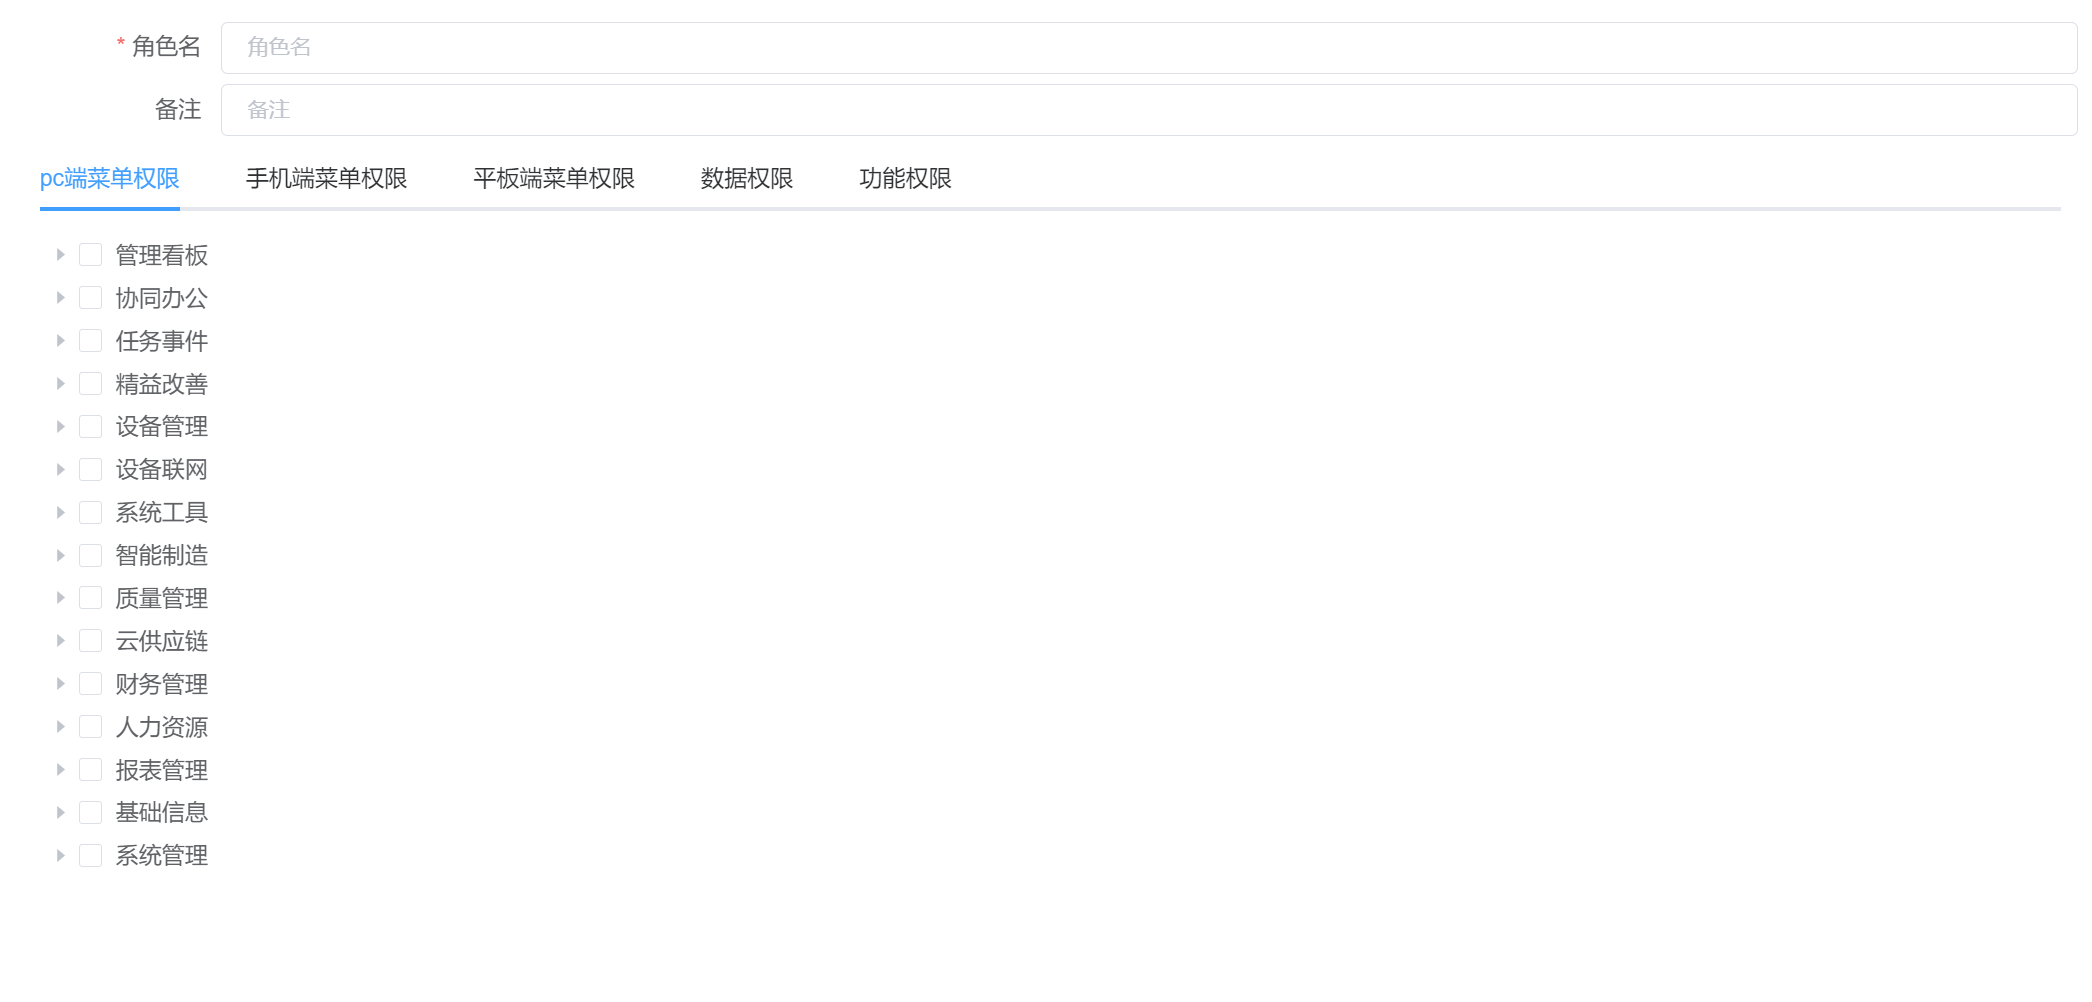 * 角色名 角色名
备注 备注
pc端菜单权限 手机端菜单权限 平板端菜单权限 数据权限 功能权限
管理看板
协同办公
任务事件
精益改善
设备管理
设备联网
系统工具
智能制造
质量管理
云供应链
财务管理
人力资源
报表管理
基础信息
系统管理